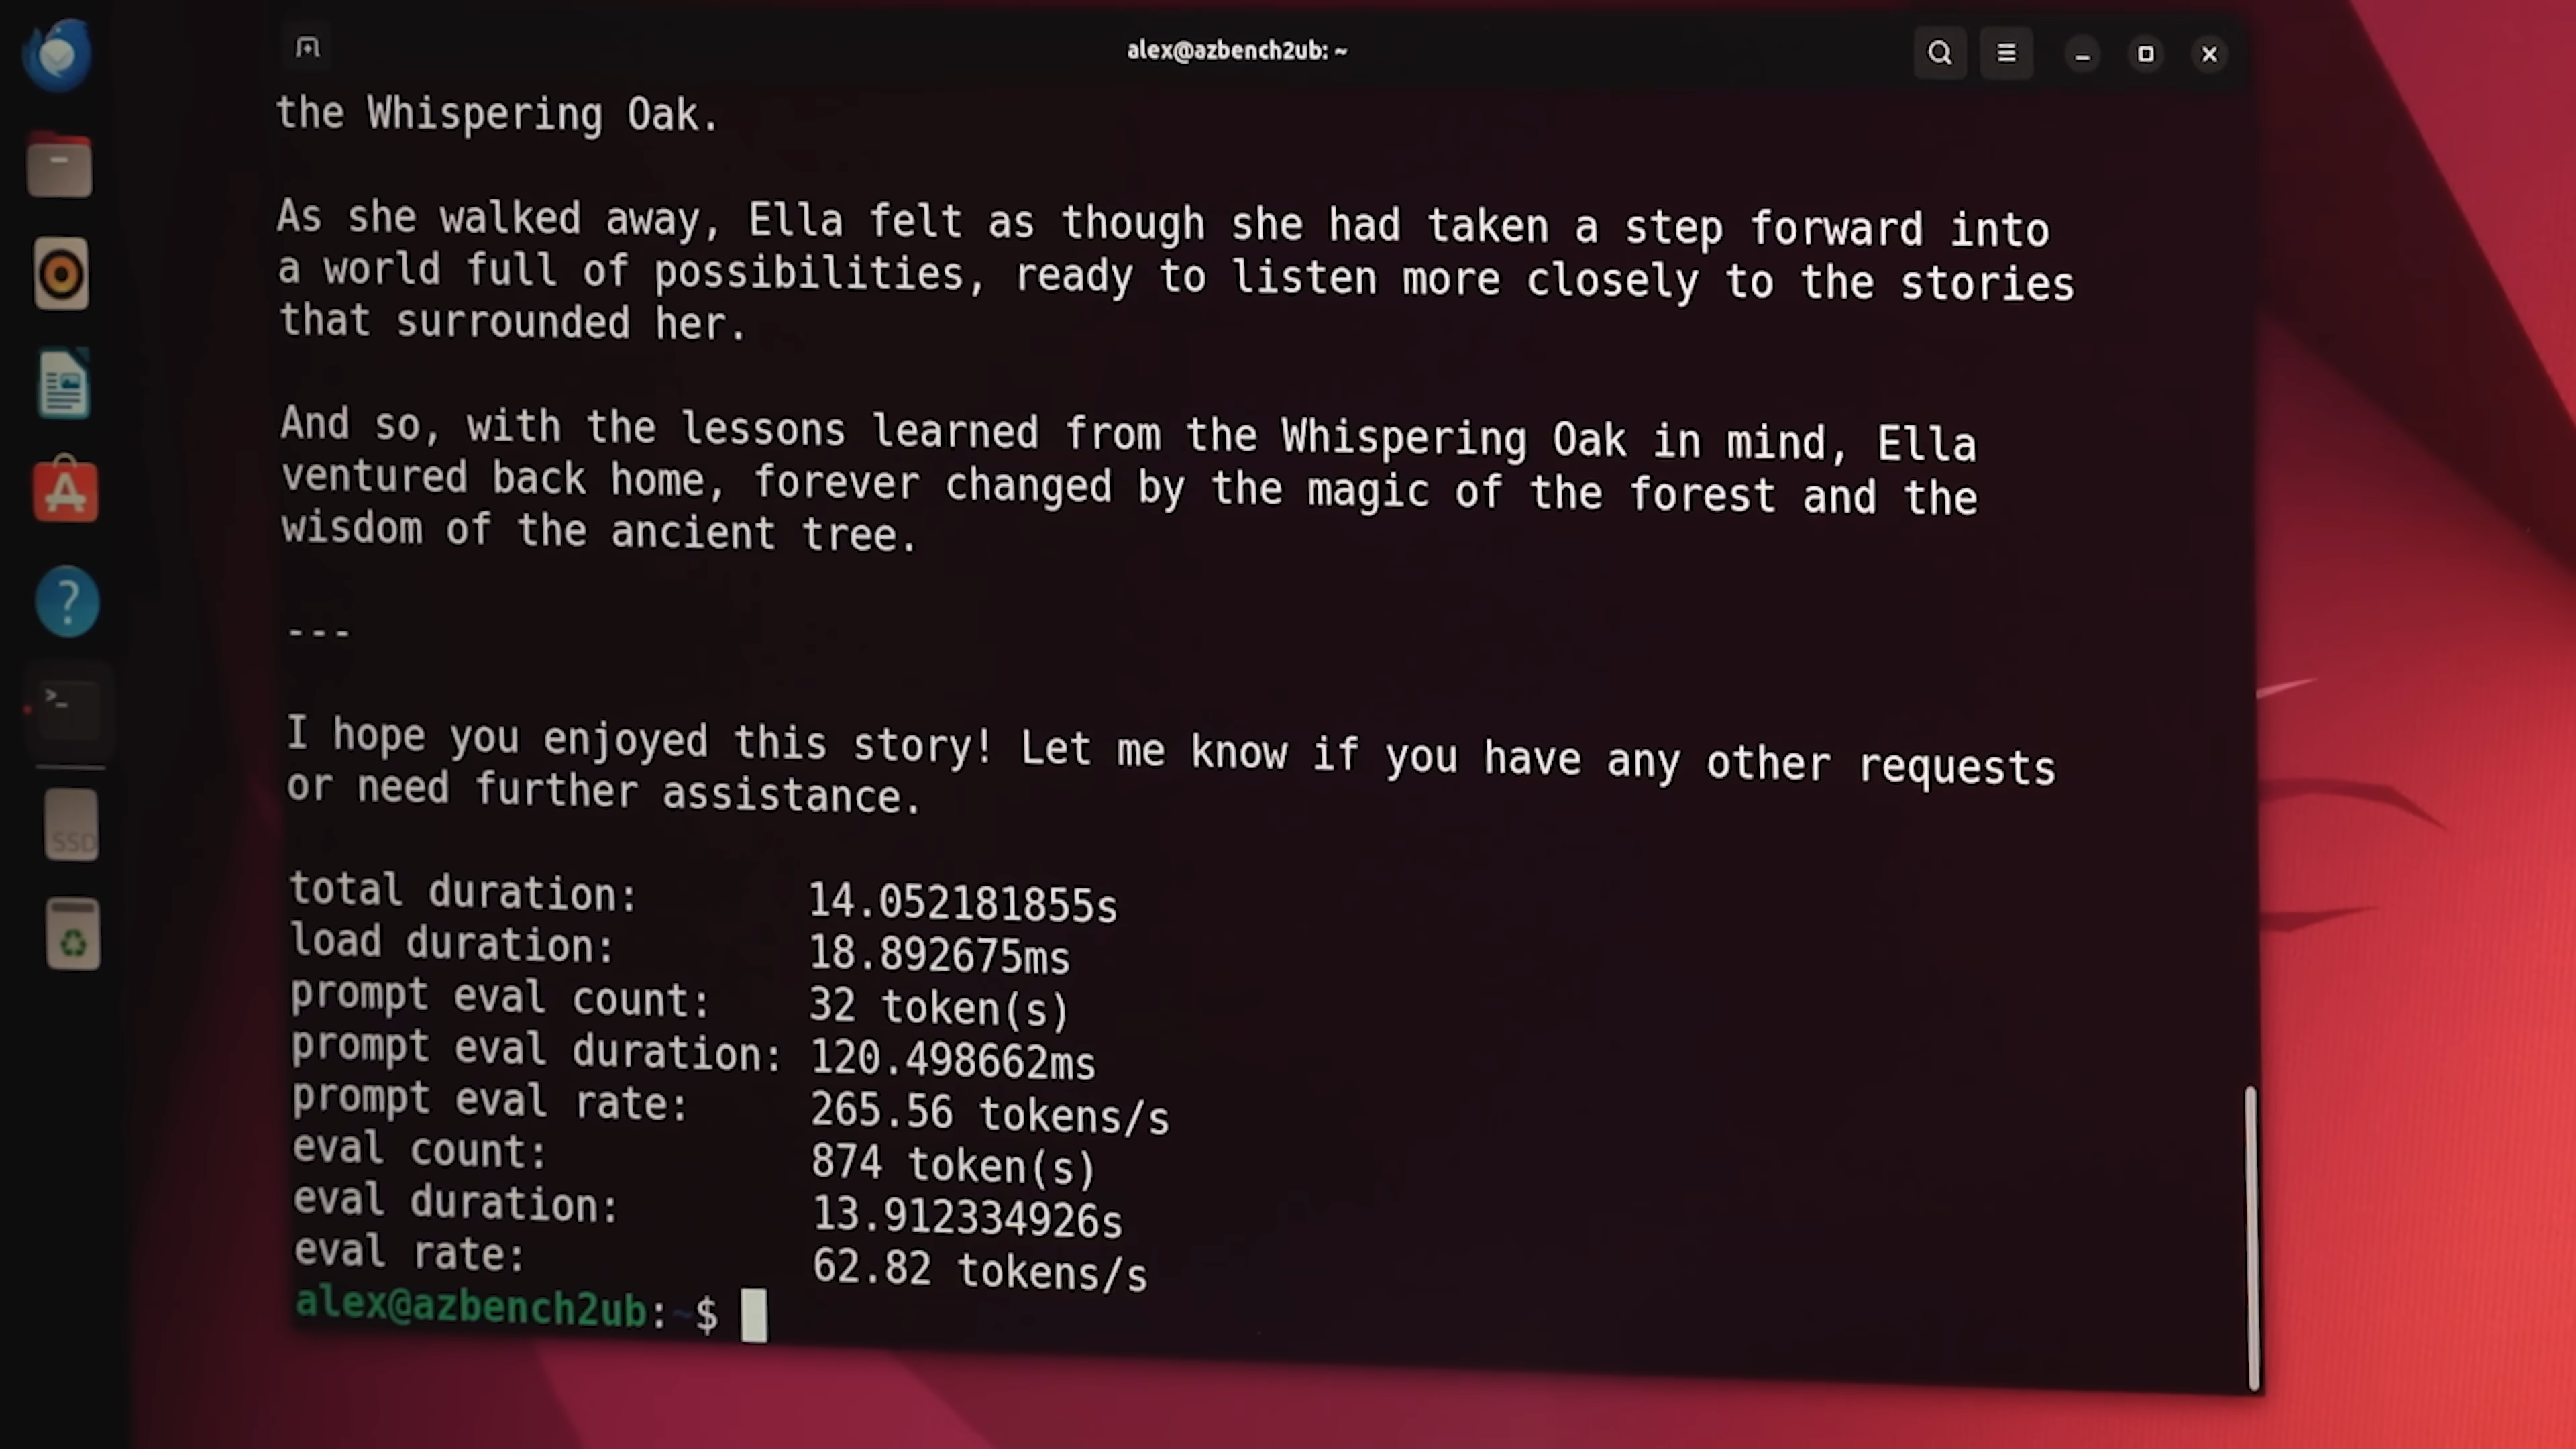 alex@azbench2ub: ~
the Whispering Oak.
As she walked away, Ella felt as though she had taken a step forward into
a world full of possibilities, ready to listen more closely to the stories
that surrounded her.
And so, with the lessons learned from the Whispering Oak in mind, Ella
ventured back home, forever changed by the magic of the forest and the
wisdom of the ancient tree.
---
I hope you enjoyed this story! Let me know if you have any other requests
or need further assistance.
total duration: 14.052181855s
load duration: 18.892675ms
prompt eval count: 32 token(s)
prompt eval duration: 120.498662ms
prompt eval rate: 265.56 tokens/s
eval count: 874 token(s)
eval duration: 13.912334926s
eval rate: 62.82 tokens/s
alex@azbench2ub:~$
SSD